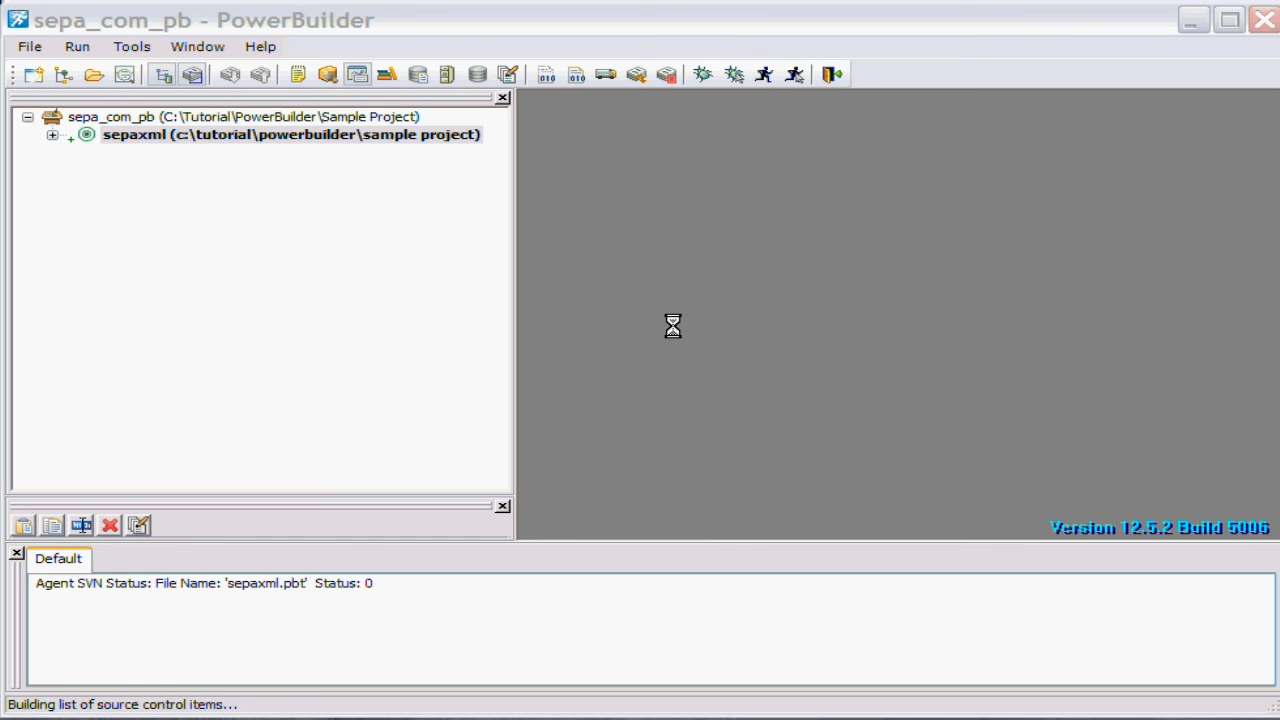 sepa_com_pb - PowerBuilder
File Run Tools Window Help
sepa_com_pb (C:\Tutorial\PowerBuilder\Sample Project)
sepaxml (c:\tutorial\powerbuilder\sample project)
Version 12.5.2 Build 5006
Default
Agent SVN Status: File Name: 'sepaxml.pbt' Status: 0
Building list of source control items...